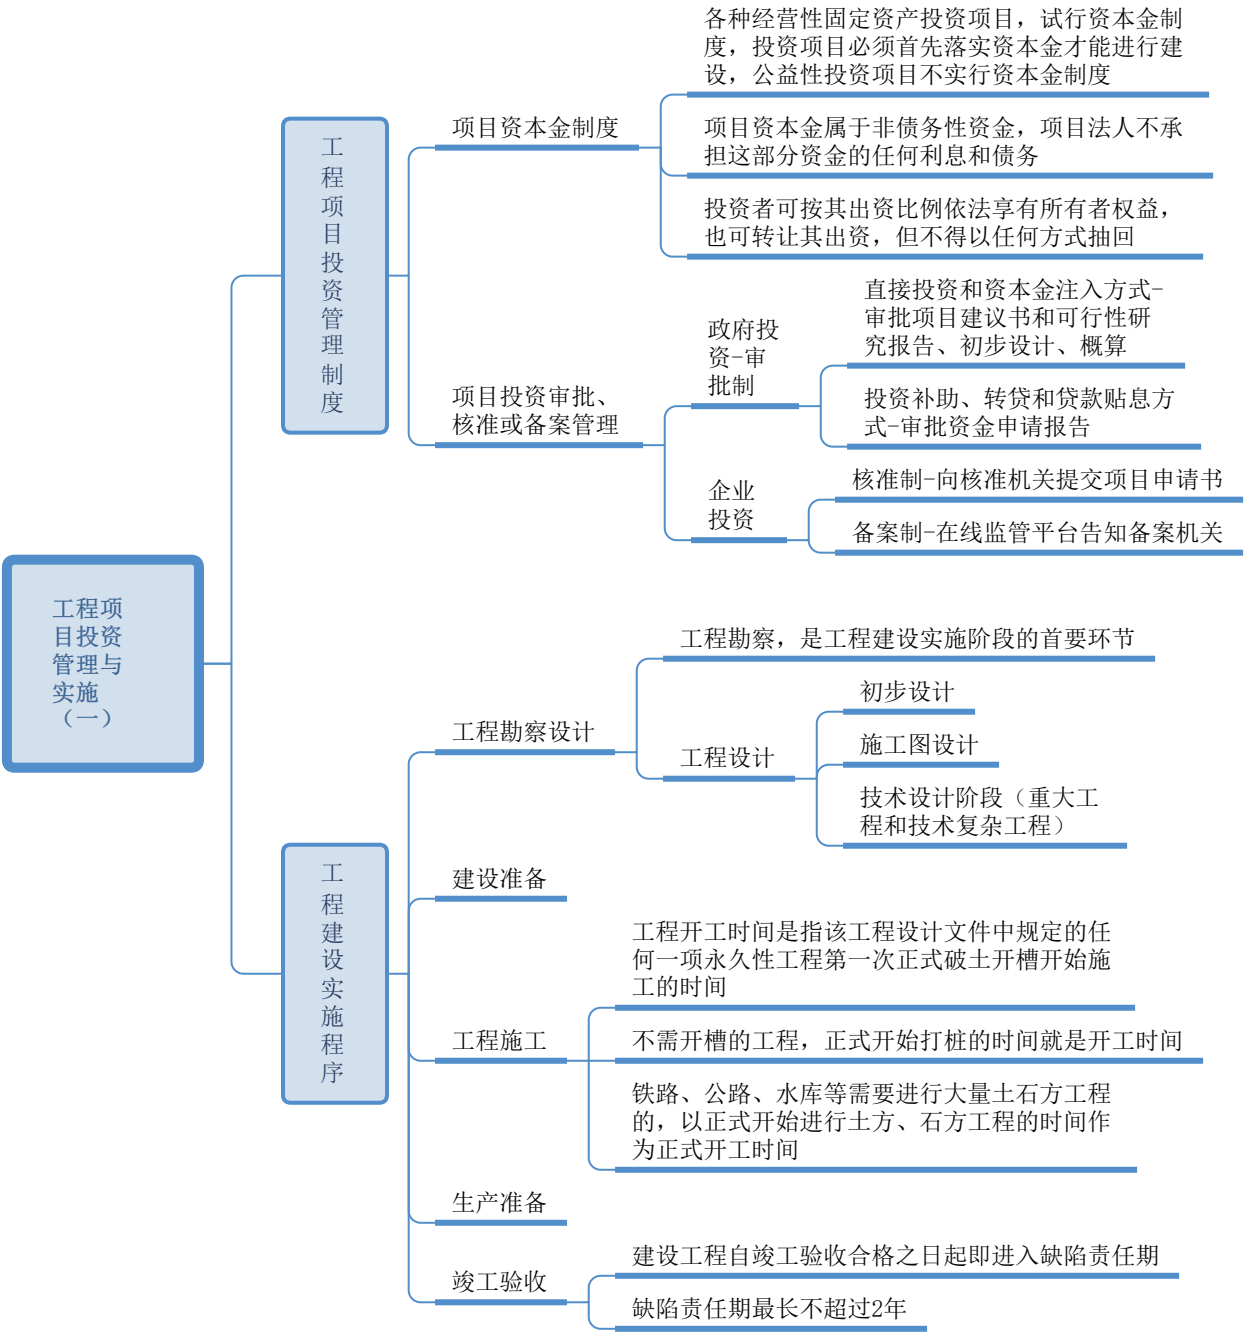 工程项
目投资
管理与
实施
（一）
工程项目投资管理制度
项目资本金制度
各种经营性固定资产投资项目，试行资本金制
度，投资项目必须首先落实资本金才能进行建
设，公益性投资项目不实行资本金制度
项目资本金属于非债务性资金，项目法人不承
担这部分资金的任何利息和债务
投资者可按其出资比例依法享有所有者权益，
也可转让其出资，但不得以任何方式抽回
项目投资审批、
核准或备案管理
政府投
资-审
批制
直接投资和资本金注入方式-
审批项目建议书和可行性研
究报告、初步设计、概算
投资补助、转贷和贷款贴息方
式-审批资金申请报告
企业
投资
核准制-向核准机关提交项目申请书
备案制-在线监管平台告知备案机关
工程建设实施程序
工程勘察设计
工程勘察，是工程建设实施阶段的首要环节
工程设计
初步设计
施工图设计
技术设计阶段（重大工
程和技术复杂工程）
建设准备
工程施工
工程开工时间是指该工程设计文件中规定的任
何一项永久性工程第一次正式破土开槽开始施
工的时间
不需开槽的工程，正式开始打桩的时间就是开工时间
铁路、公路、水库等需要进行大量土石方工程
的，以正式开始进行土方、石方工程的时间作
为正式开工时间
生产准备
竣工验收
建设工程自竣工验收合格之日起即进入缺陷责任期
缺陷责任期最长不超过2年